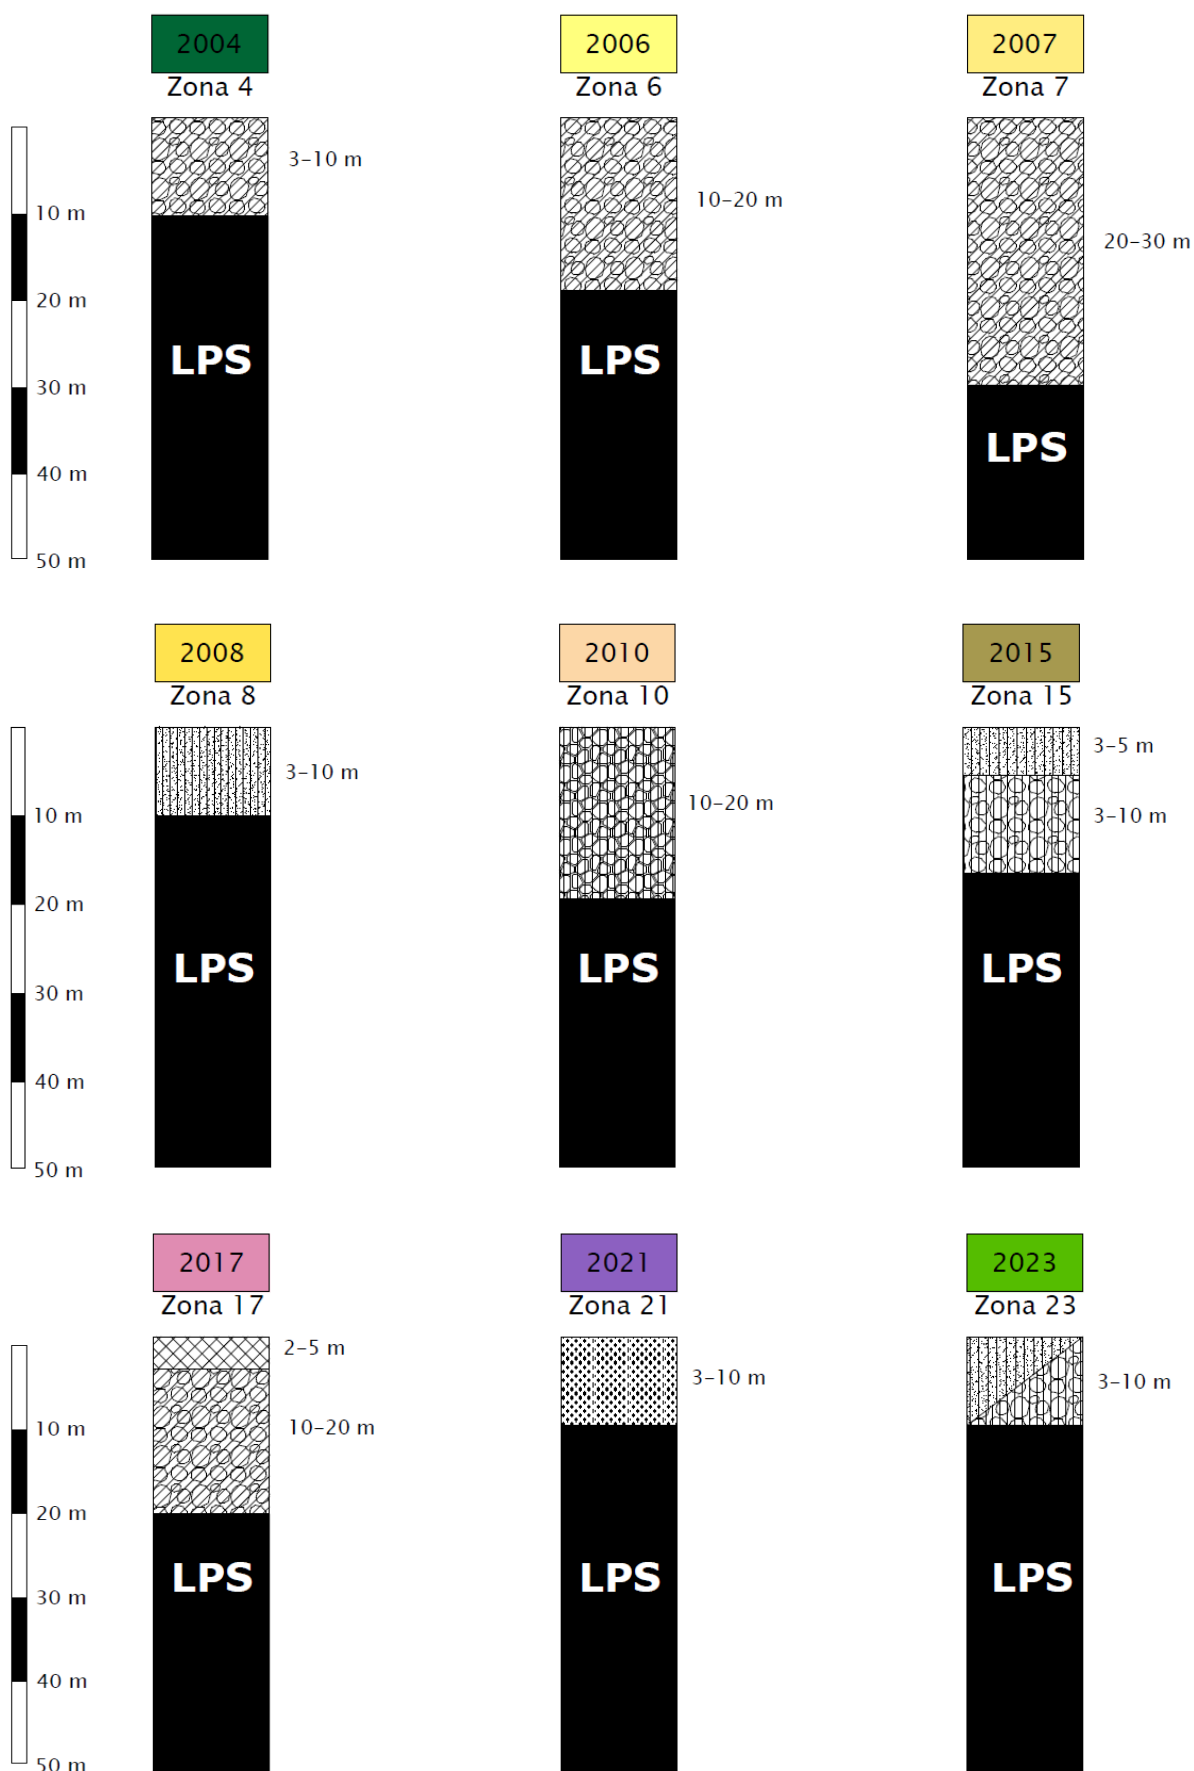 2004 2006 2007
Zona 4 Zona 6 Zona 7
3-10 m
10-20 m
10 m
20-30 m
20 m
LPS LPS
30 m
LPS
40 m
50 m
2008 2010 2015
Zona 8 Zona 10 Zona 15
3-5 m
3-10 m
10-20 m
10 m 3-10 m
20 m
LPS LPS LPS
30 m
40 m
50 m
2017 2021 2023
Zona 17 Zona 21 Zona 23
2-5 m
3-10 m 3-10 m
10 m 10-20 m
20 m
LPS LPS LPS
30 m
40 m
50 m